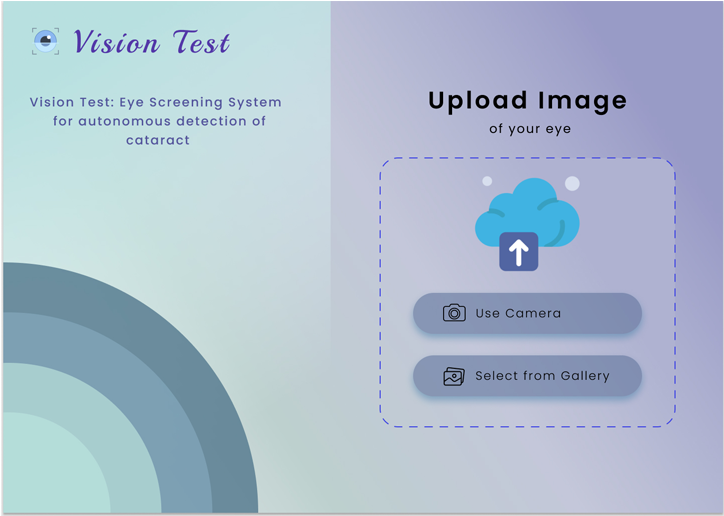 Vision Test
Vision Test: Eye Screening System
for autonomous detection of
cataract
Upload Image
of your eye
Use Camera
Select from Gallery